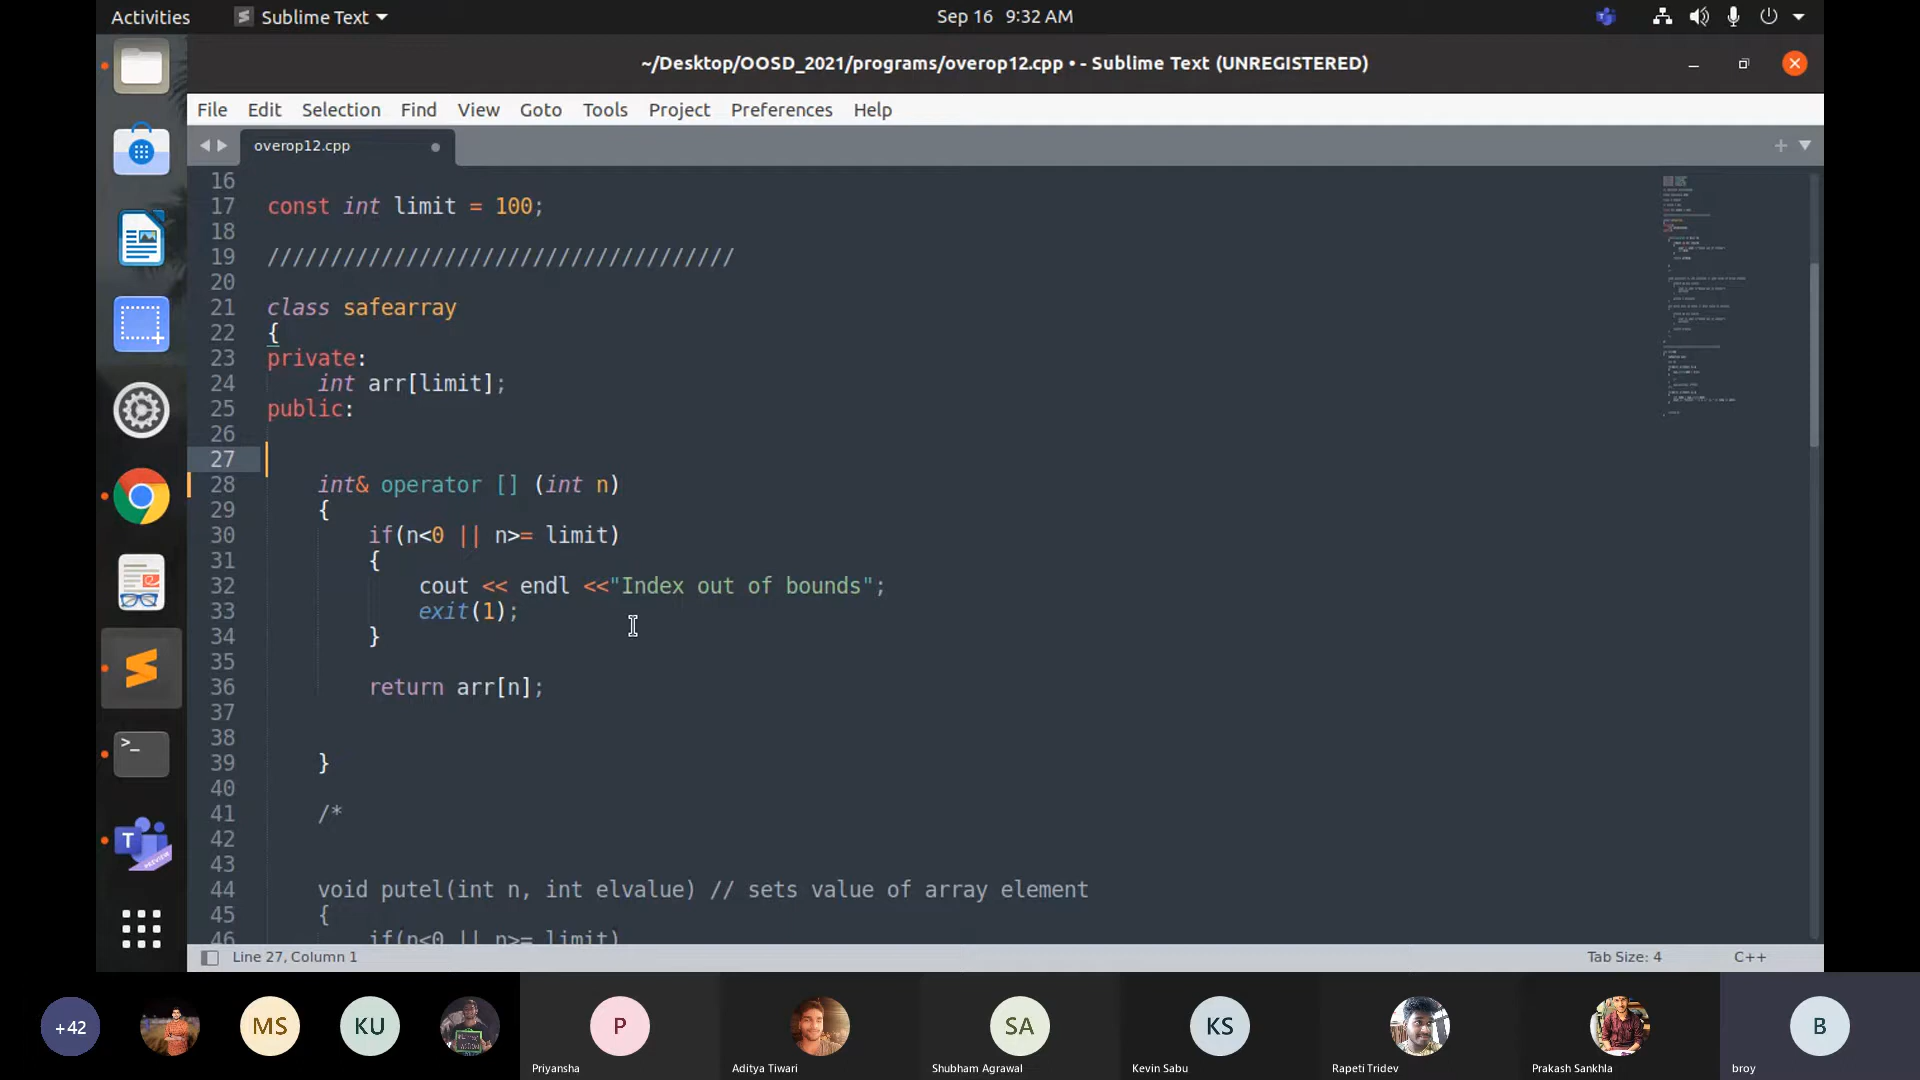 Activities Sublime Text Sep 16 9:32 AM
~/Desktop/OOSD_2021/programs/overop12.cpp • - Sublime Text (UNREGISTERED)
File Edit Selection Find View Goto Tools Project Preferences Help
overop12.cpp
16
17 const int limit = 100;
18
19 /////////////////////////////////////
20
21 class safearray
22 {
23 private:
24 int arr[limit];
25 public:
26
27
28 int& operator [] (int n)
29 {
30 if(n<0 || n>= limit)
31 {
32 cout << endl <<"Index out of bounds";
33 exit(1);
34 }
35
36 return arr[n];
37
38
39 }
40
41 /*
42
43
44 void putel(int n, int elvalue) // sets value of array element
45 {
46 if(n<0 || n>= limit)
Line 27, Column 1 Tab Size: 4 C++
+42 MS KU P SA KS B
Priyansha Aditya Tiwari Shubham Agrawal Kevin Sabu Rapeti Tridev Prakash Sankhla broy